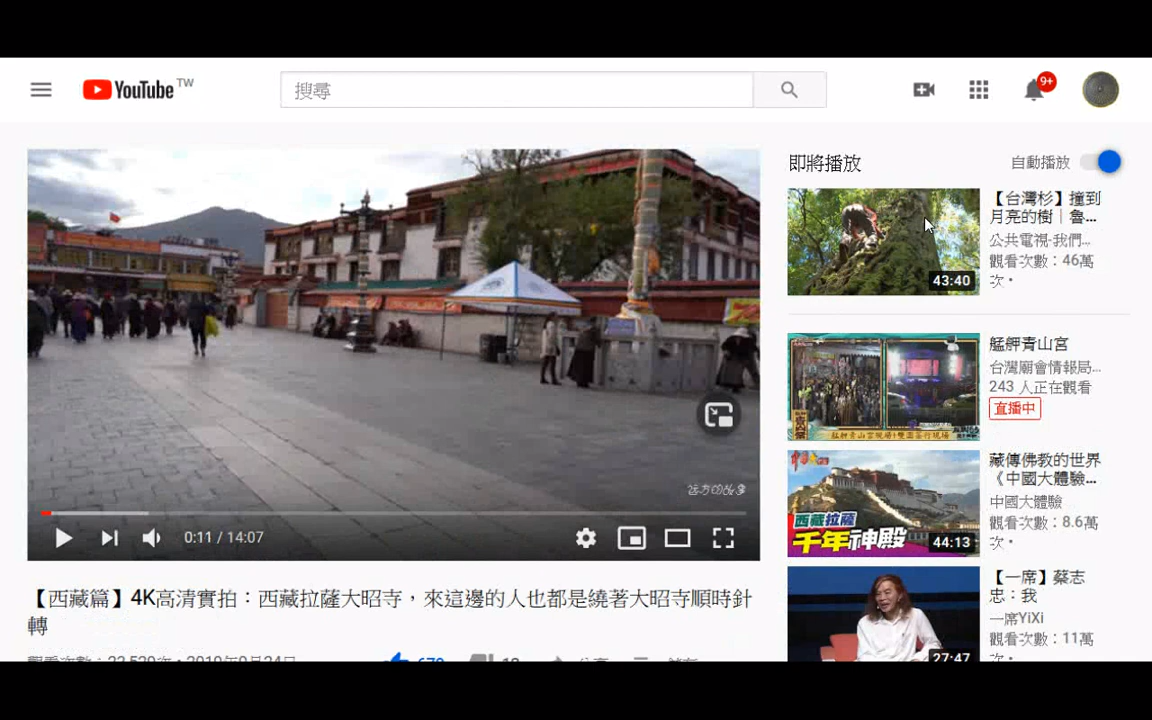 YouTube TW
搜尋
9+
即將播放
自動播放
【台灣杉】撞到
月亮的樹｜魯...
公共電視-我們...
觀看次數：46萬
次・
43:40
艋舺青山宮
台灣廟會情報局...
243 人正在觀看
直播中
藏傳佛教的世界
《中國大體驗...
中國大體驗
觀看次數：8.6萬
次・
西藏拉薩
千年神殿
44:13
【一席】蔡志
忠：我
一席YiXi
觀看次數：11萬
次・
27:47
遠方的故事
0:11 / 14:07
【西藏篇】4K高清實拍：西藏拉薩大昭寺，來這邊的人也都是繞著大昭寺順時針
轉